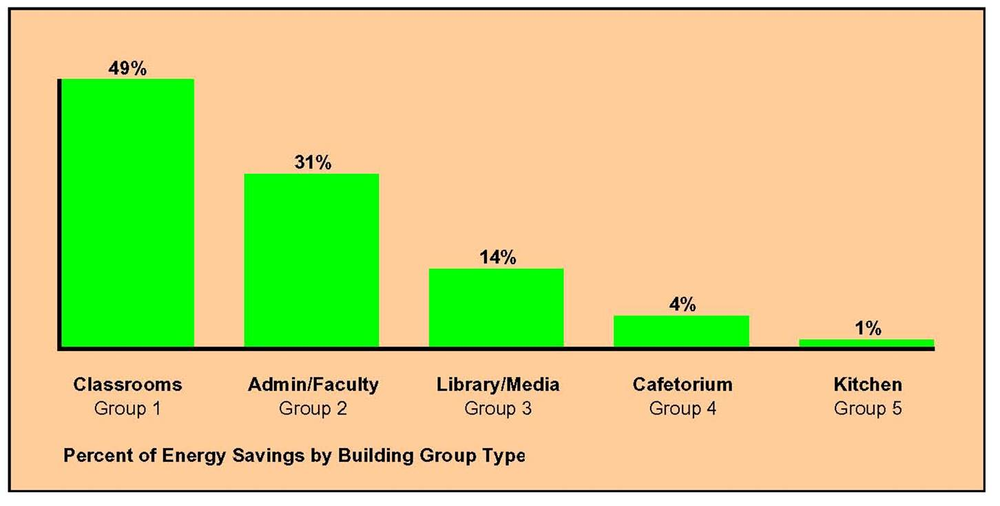 49%
31%
14%
4%
1%
Classrooms Admin/Faculty Library/Media Cafetorium Kitchen
Group 1 Group 2 Group 3 Group 4 Group 5
Percent of Energy Savings by Building Group Type